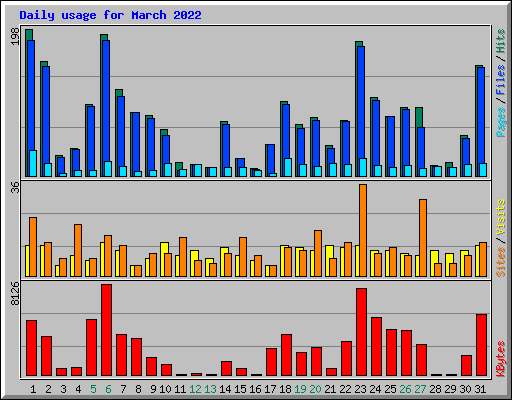 Daily usage for March 2022
198
Pages / Files / Hits
36
Sites / Visits
8126
KBytes
1 2 3 4 5 6 7 8 9 10 11 12 13 14 15 16 17 18 19 20 21 22 23 24 25 26 27 28 29 30 31